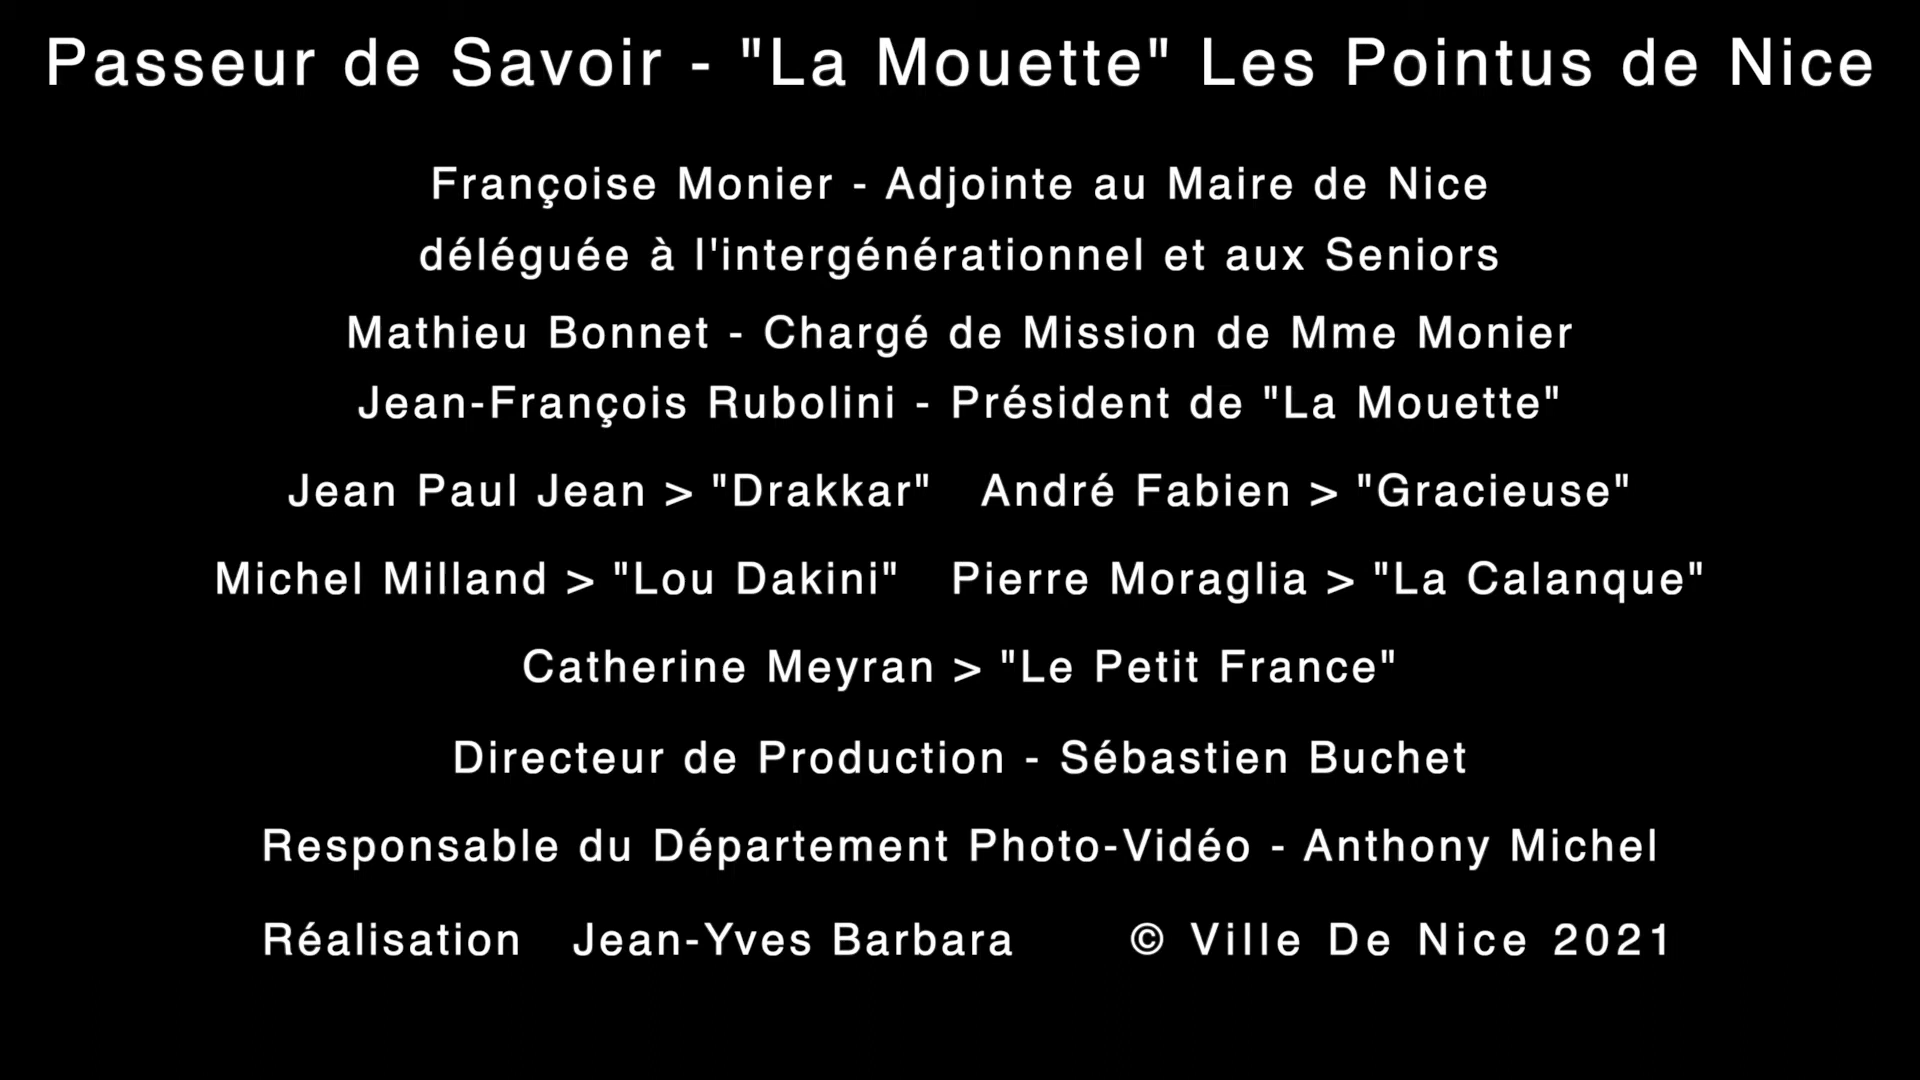 Passeur de Savoir - "La Mouette" Les Pointus de Nice
Françoise Monier - Adjointe au Maire de Nice
déléguée à l'intergénérationnel et aux Seniors
Mathieu Bonnet - Chargé de Mission de Mme Monier
Jean-François Rubolini - Président de "La Mouette"
Jean Paul Jean > "Drakkar" André Fabien > "Gracieuse"
Michel Milland > "Lou Dakini" Pierre Moraglia > "La Calanque"
Catherine Meyran > "Le Petit France"
Directeur de Production - Sébastien Buchet
Responsable du Département Photo-Vidéo - Anthony Michel
Réalisation Jean-Yves Barbara © Ville De Nice 2021